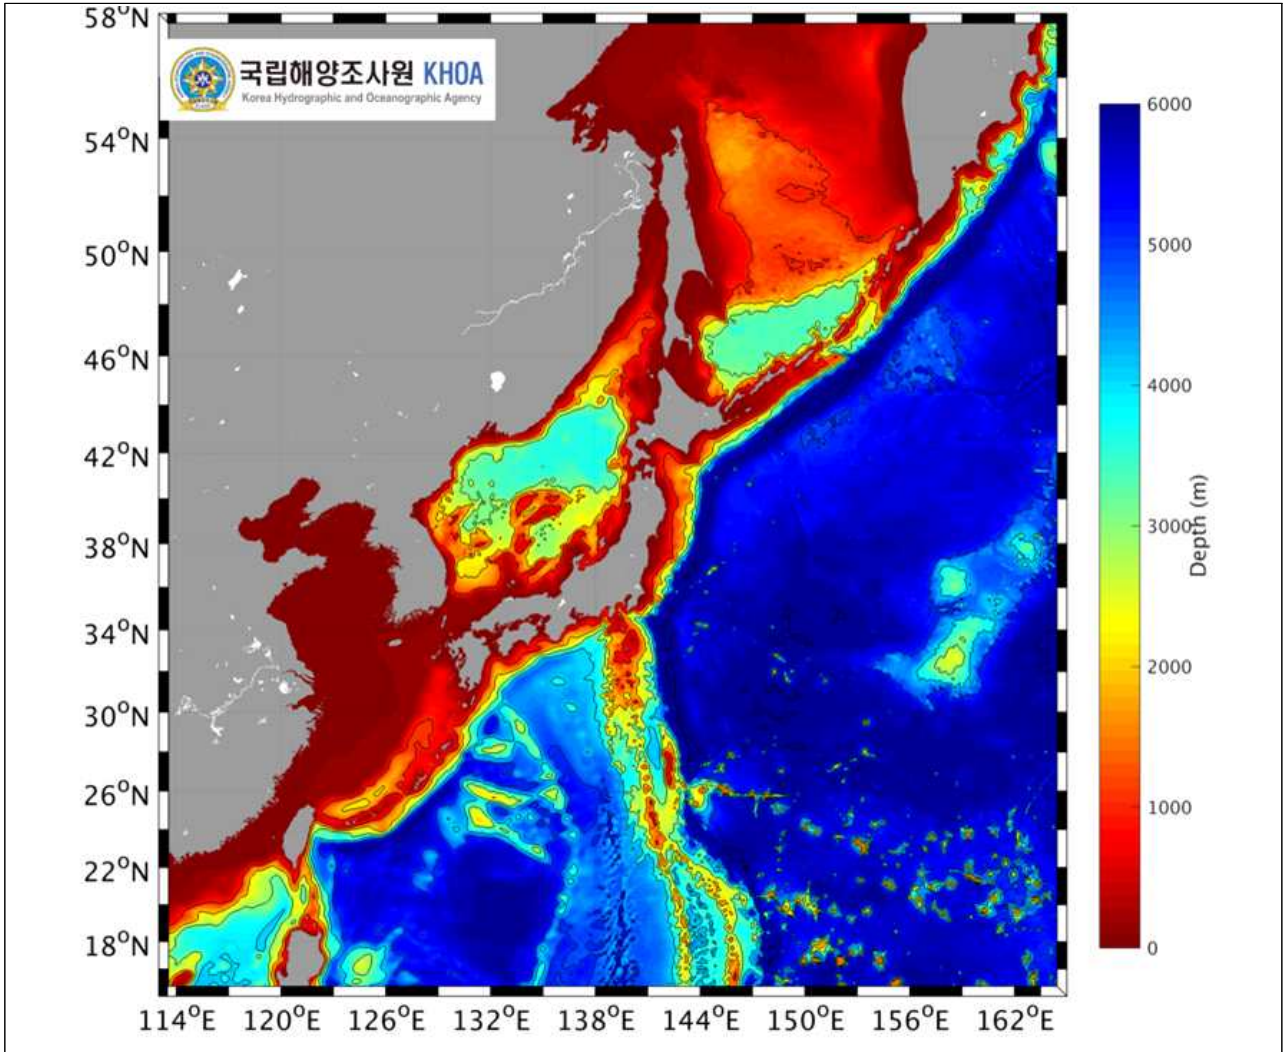 58°N
국립해양조사원 KHOA
Korea Hydrographic and Oceanographic Agency
54°N
50°N
46°N
42°N
38°N
34°N
30°N
26°N
22°N
18°N
114°E 120°E 126°E 132°E 138°E 144°E 150°E 156°E 162°E
6000
5000
4000
3000
2000
1000
0
Depth (m)